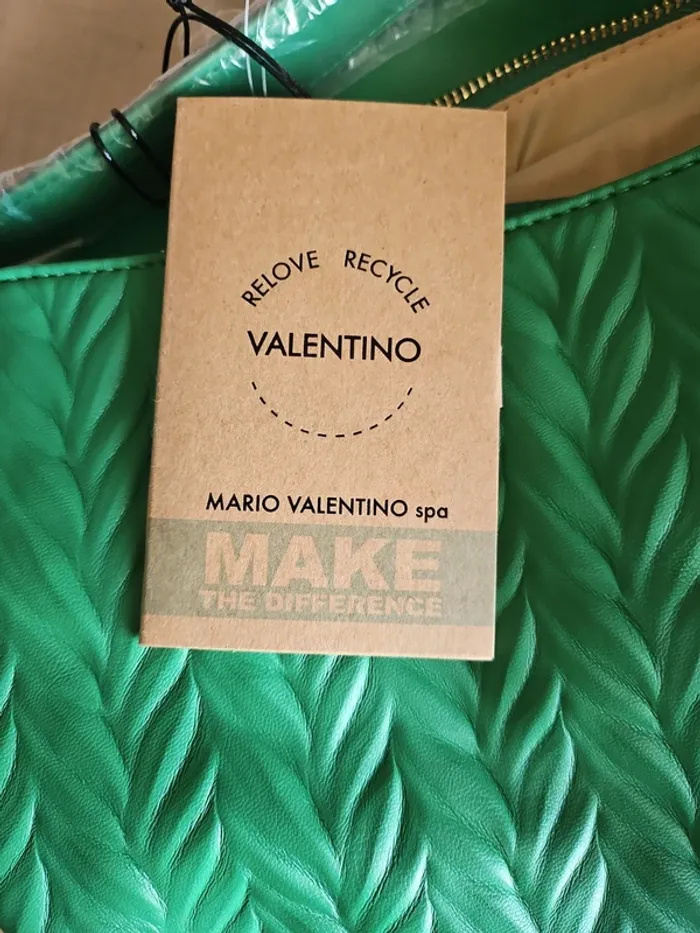 RELOVE RECYCLE
VALENTINO
MARIO VALENTINO spa
MAKE
THE DIFFERENCE